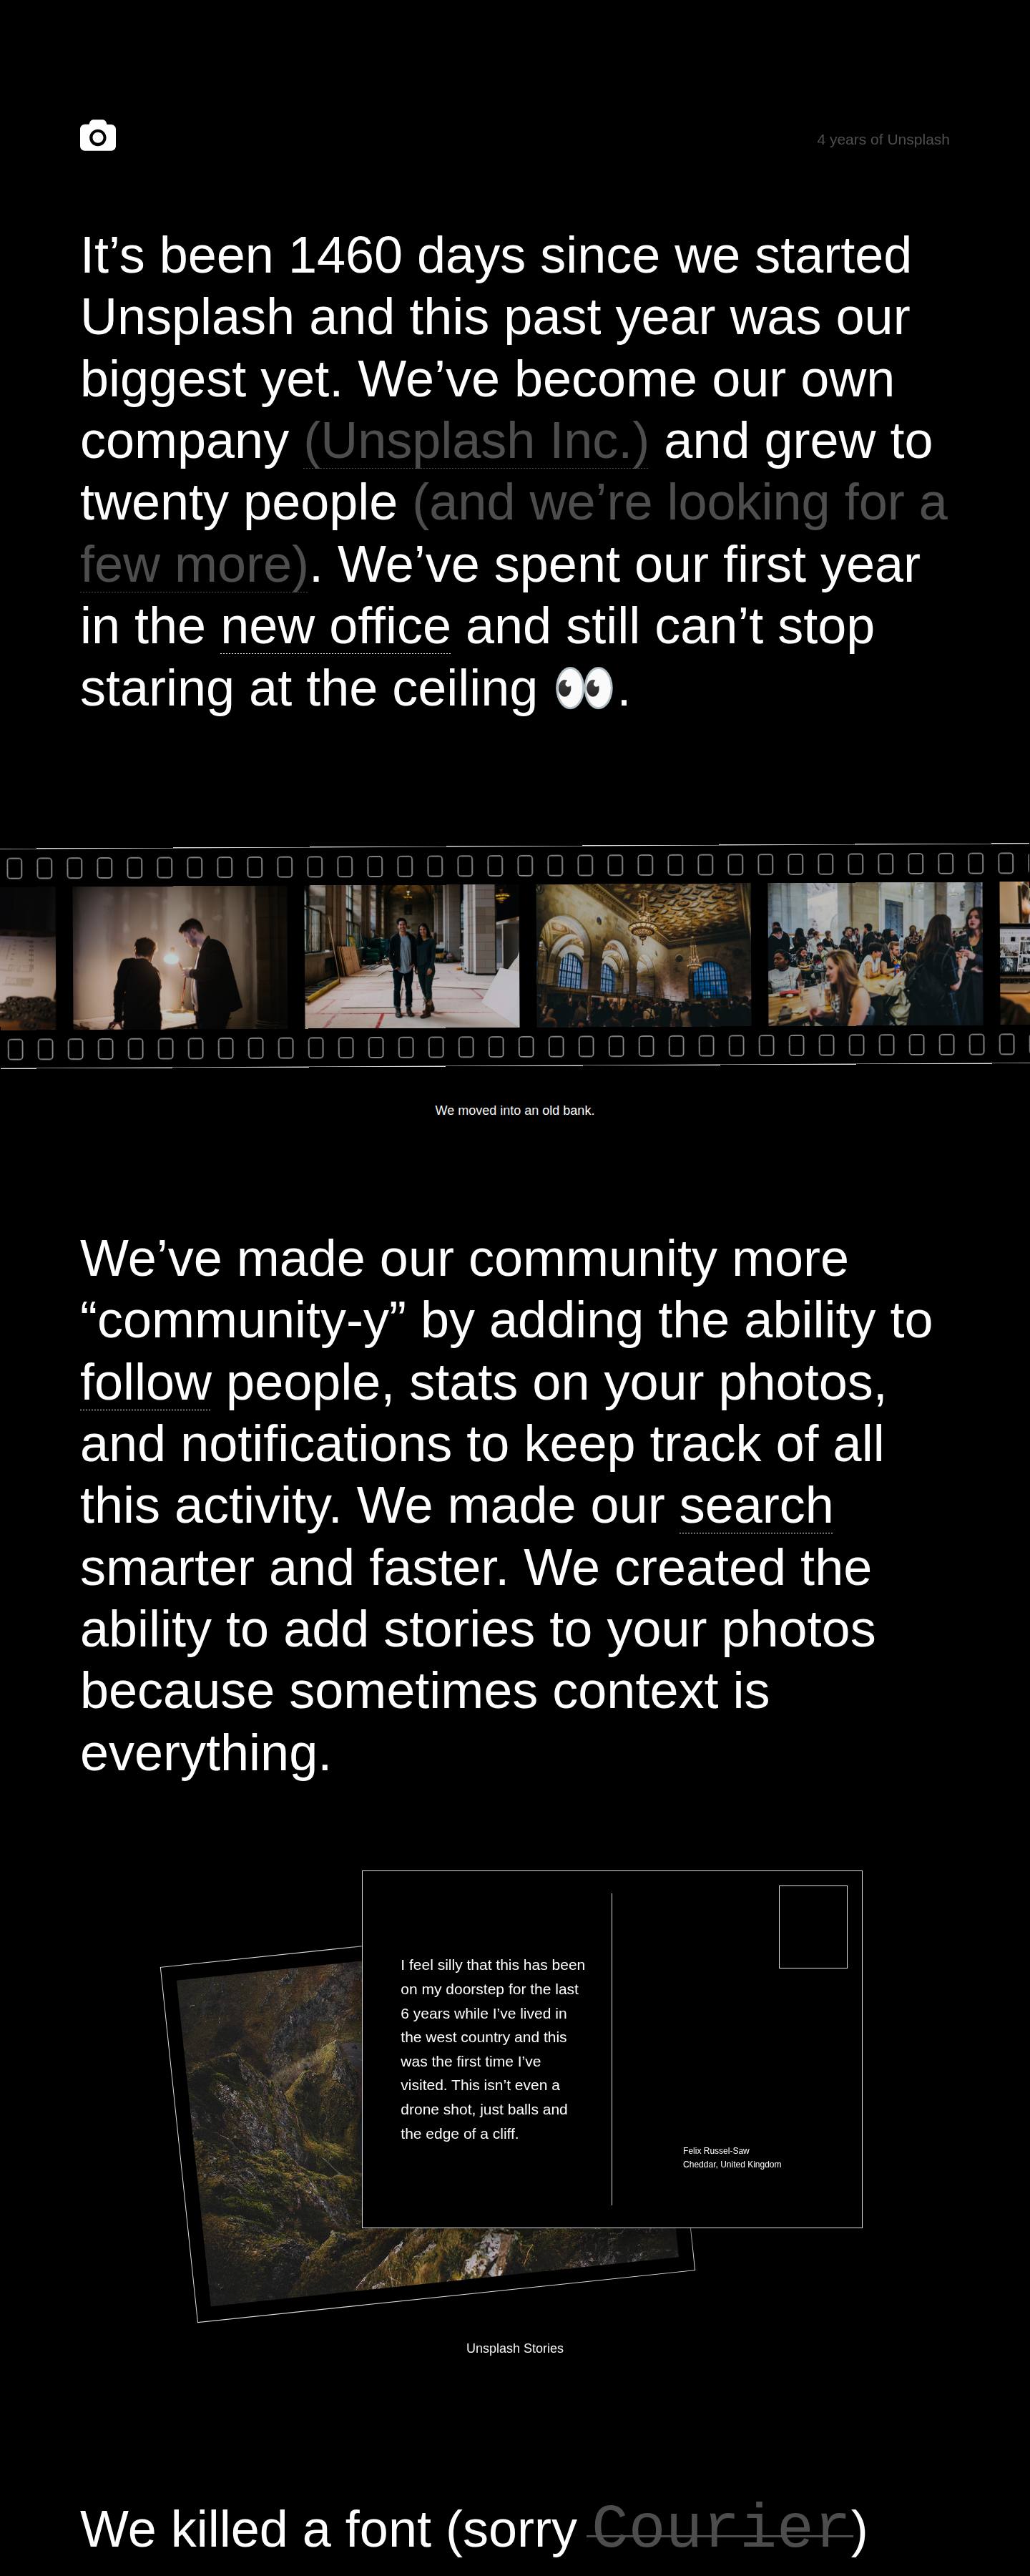 4 years of Unsplash
It’s been 1460 days since we started
Unsplash and this past year was our
biggest yet. We’ve become our own
company (Unsplash Inc.) and grew to
twenty people (and we’re looking for a
few more). We’ve spent our first year
in the new office and still can’t stop
staring at the ceiling 👀.
We moved into an old bank.
We’ve made our community more
“community-y” by adding the ability to
follow people, stats on your photos,
and notifications to keep track of all
this activity. We made our search
smarter and faster. We created the
ability to add stories to your photos
because sometimes context is
everything.
I feel silly that this has been
on my doorstep for the last
6 years while I’ve lived in
the west country and this
was the first time I’ve
visited. This isn’t even a
drone shot, just balls and
the edge of a cliff.
Felix Russel-Saw
Cheddar, United Kingdom
Unsplash Stories
We killed a font (sorry Courier)